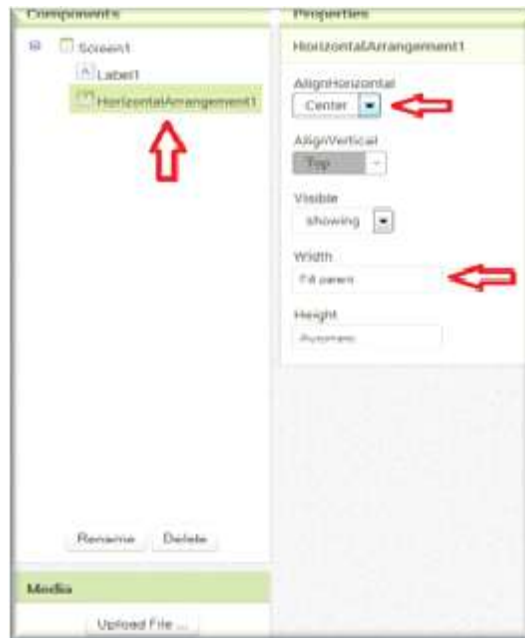 Components
Screen1
Label1
HorizontalArrangement1
Rename Delete
Media
Upload File ...
Properties
HorizontalArrangement1
AlignHorizontal
Center
AlignVertical
Top
Visible
showing
Width
Fill parent
Height
Automatic